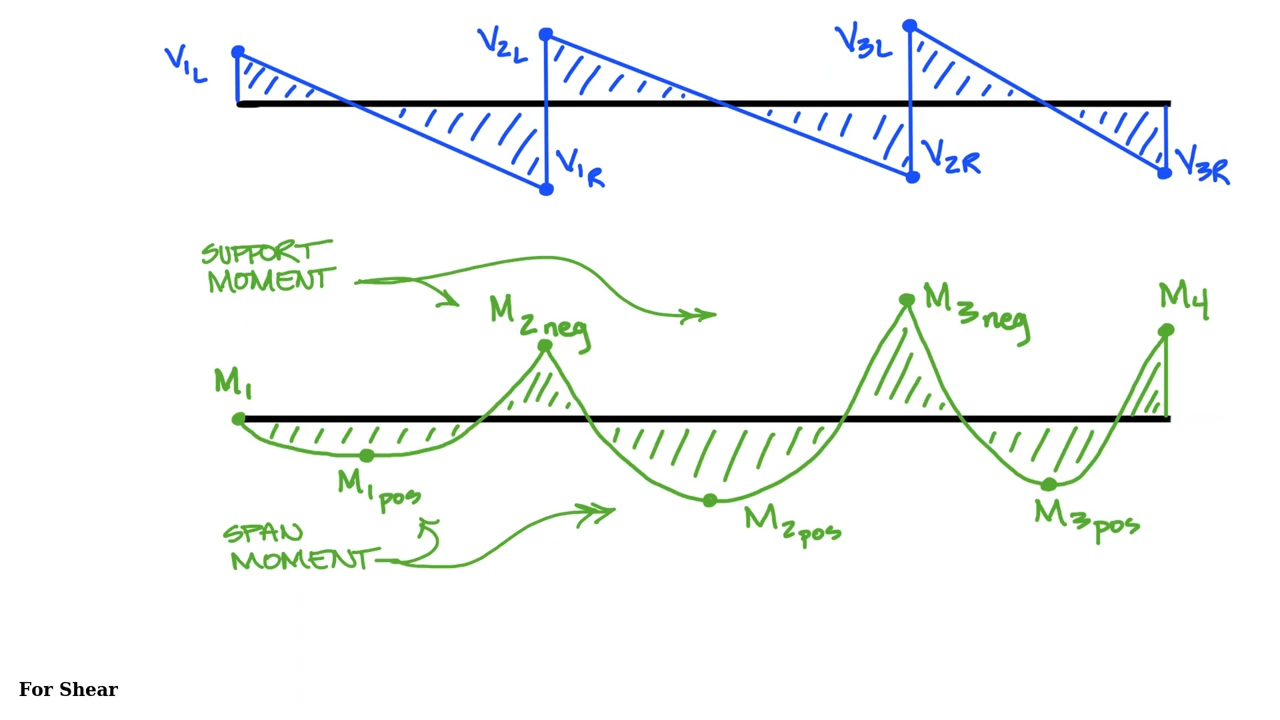 V1L
V2L
V3L
V1R
V2R
V3R
SUPPORT
MOMENT
M2neg
M3neg
M4
M1
M1pos
M2pos
M3pos
SPAN
MOMENT
For Shear